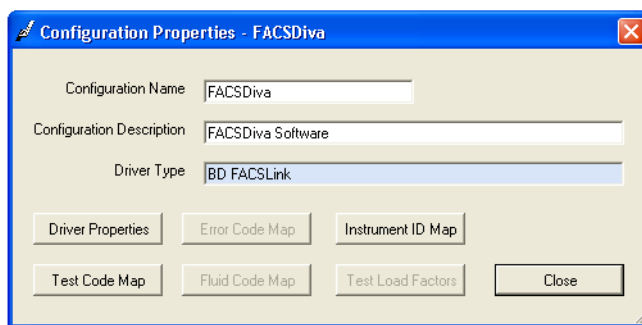 Configuration Properties - FACSDiva
Configuration Name FACSDiva
Configuration Description FACSDiva Software
Driver Type BD FACSLink
Driver Properties Error Code Map Instrument ID Map
Test Code Map Fluid Code Map Test Load Factors Close